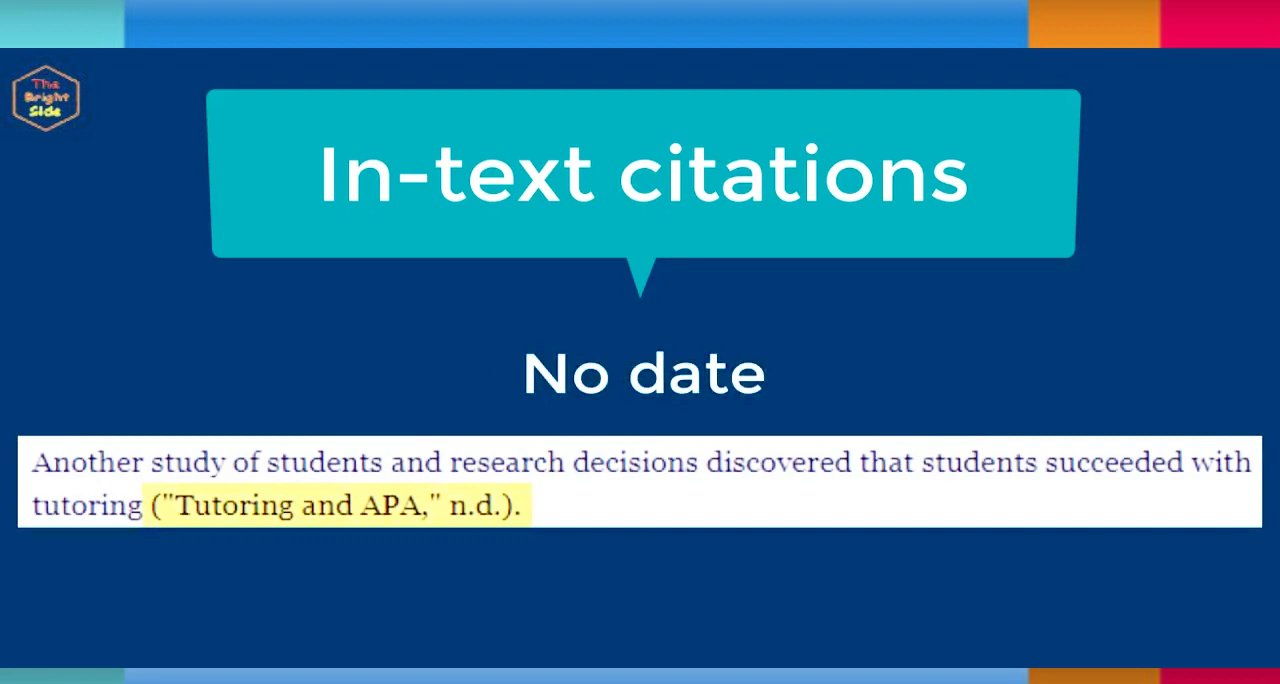 The
Bright
Side
In-text citations
No date
Another study of students and research decisions discovered that students succeeded with
tutoring ("Tutoring and APA," n.d.).